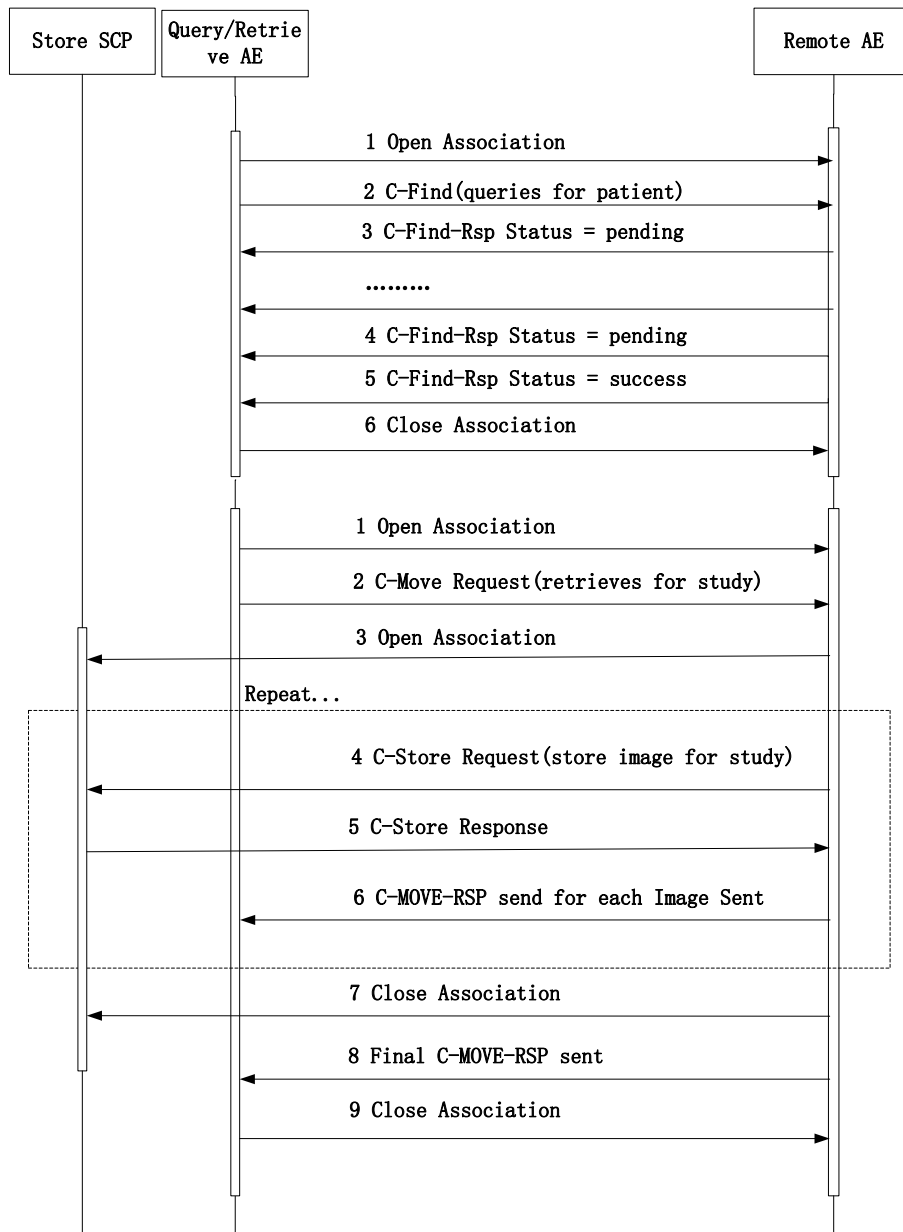 Store SCP
Query/Retrie
ve AE
Remote AE
1 Open Association
2 C-Find(queries for patient)
3 C-Find-Rsp Status = pending
………
4 C-Find-Rsp Status = pending
5 C-Find-Rsp Status = success
6 Close Association
1 Open Association
2 C-Move Request(retrieves for study)
3 Open Association
Repeat...
4 C-Store Request(store image for study)
5 C-Store Response
6 C-MOVE-RSP send for each Image Sent
7 Close Association
8 Final C-MOVE-RSP sent
9 Close Association